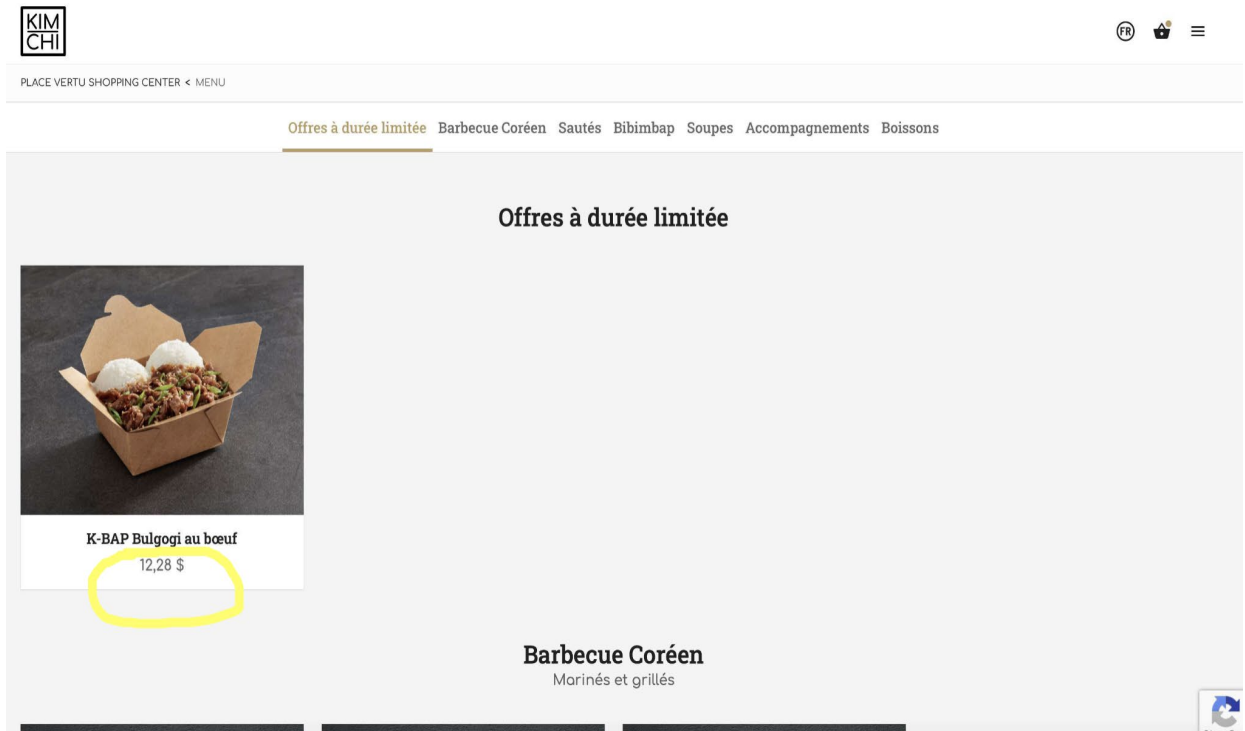 KIM
CHI
FR
PLACE VERTU SHOPPING CENTER < MENU
Offres à durée limitée Barbecue Coréen Sautés Bibimbap Soupes Accompagnements Boissons
Offres à durée limitée
K-BAP Bulgogi au bœuf
12,28 $
Barbecue Coréen
Marinés et grillés